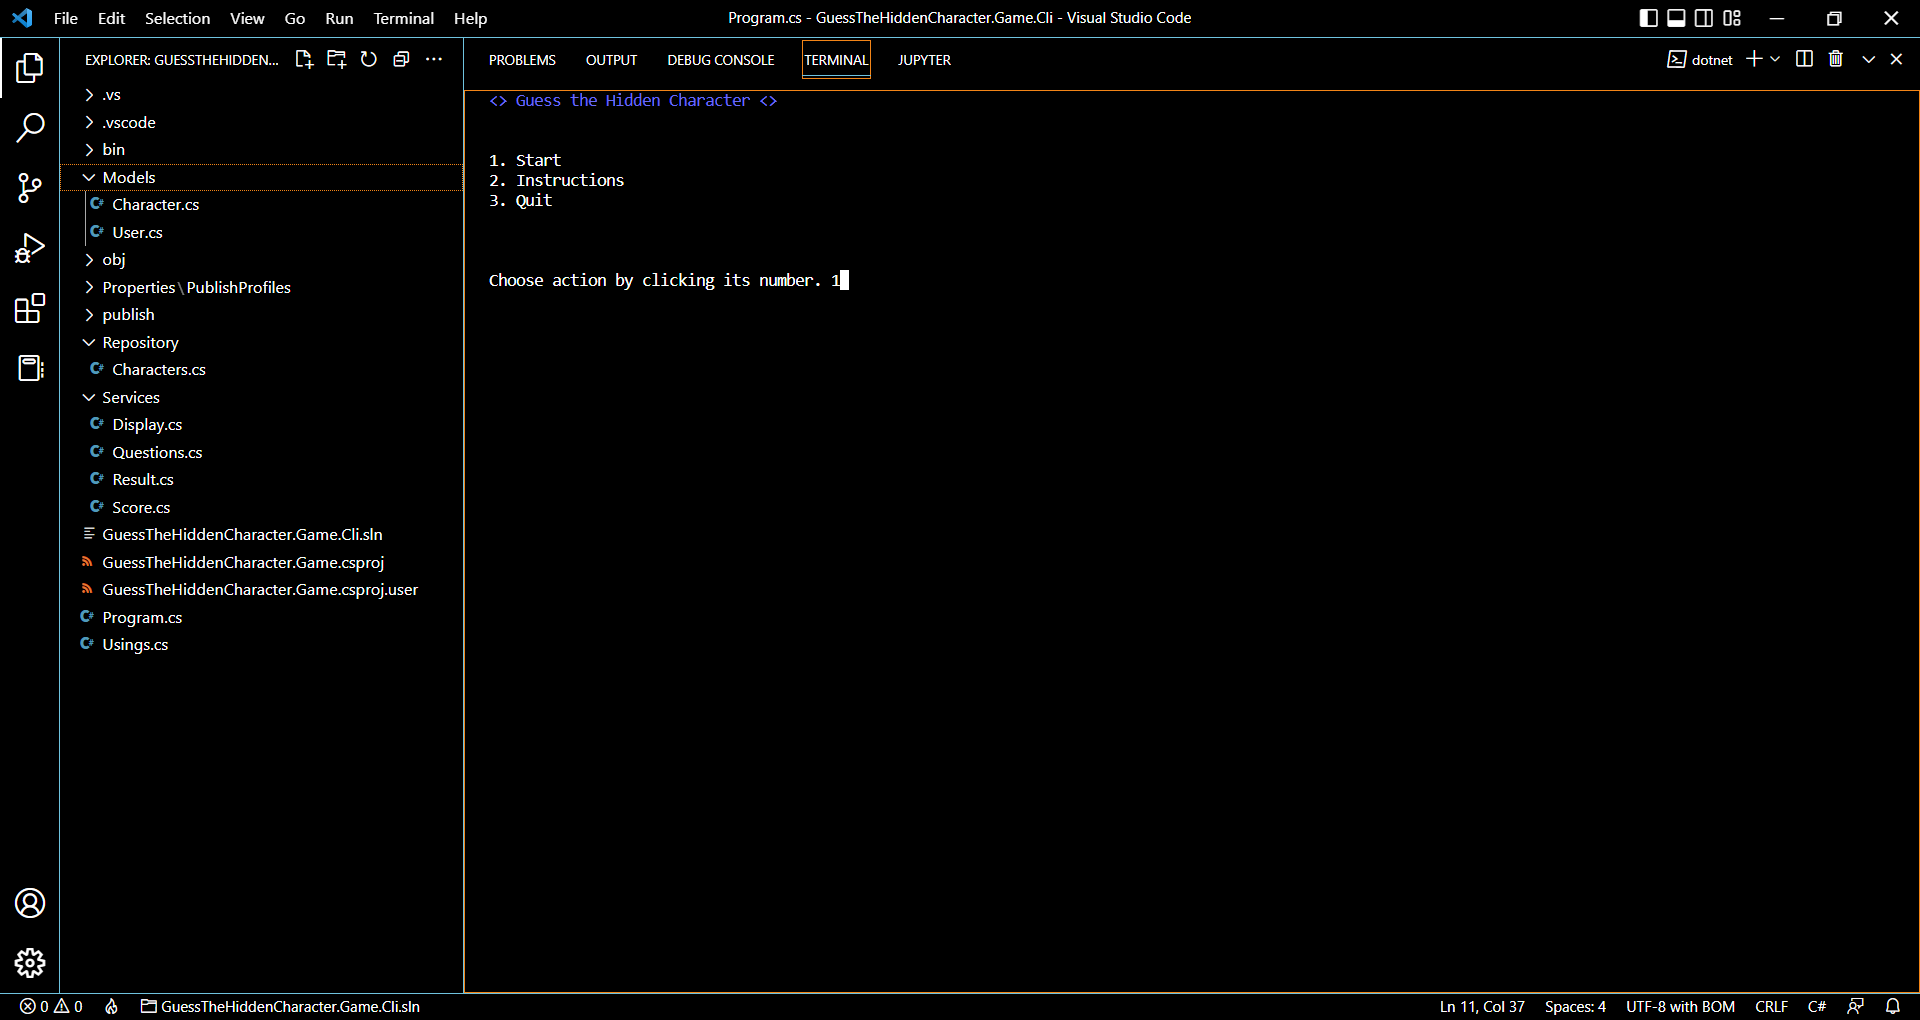 File Edit Selection View Go Run Terminal Help
Program.cs - GuessTheHiddenCharacter.Game.Cli - Visual Studio Code
EXPLORER: GUESSTHEHIDDEN...
.vs
.vscode
bin
Models
C# Character.cs
C# User.cs
obj
Properties\PublishProfiles
publish
Repository
C# Characters.cs
Services
C# Display.cs
C# Questions.cs
C# Result.cs
C# Score.cs
GuessTheHiddenCharacter.Game.Cli.sln
GuessTheHiddenCharacter.Game.csproj
GuessTheHiddenCharacter.Game.csproj.user
C# Program.cs
C# Usings.cs
PROBLEMS OUTPUT DEBUG CONSOLE TERMINAL JUPYTER
dotnet
<> Guess the Hidden Character <>
1. Start
2. Instructions
3. Quit
Choose action by clicking its number. 1
0 0 GuessTheHiddenCharacter.Game.Cli.sln
Ln 11, Col 37 Spaces: 4 UTF-8 with BOM CRLF C#